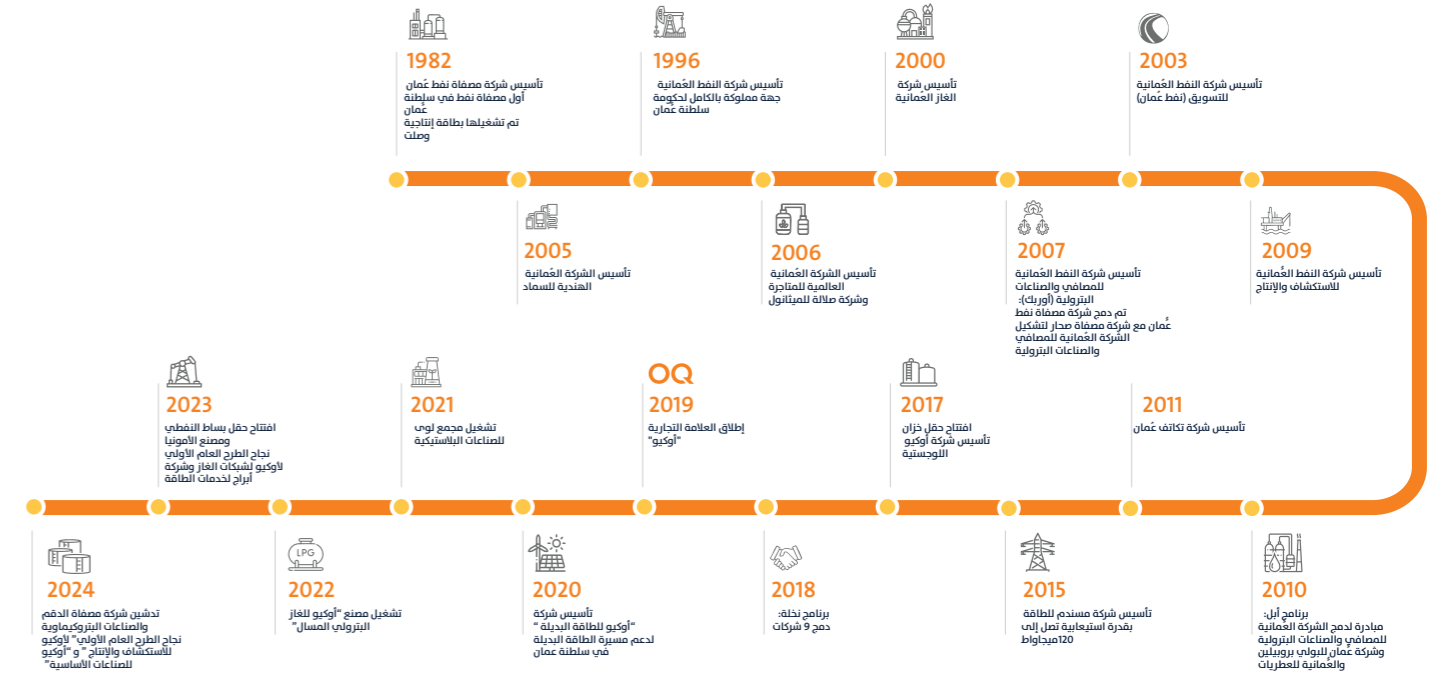 1982
تأسيس شركة مصفاة نفط عُمان
أول مصفاة نفط في سلطنة
عُمان
تم تشغيلها بطاقة إنتاجية
وصلت
1996
تأسيس شركة النفط العُمانية
جهة مملوكة بالكامل لحكومة
سلطنة عُمان
2000
تأسيس شركة
الغاز العُمانية
2003
تأسيس شركة النفط العُمانية
للتسويق (نفط عُمان)
2005
تأسيس الشركة العُمانية
الهندية للسماد
2006
تأسيس الشركة العُمانية
العالمية للمتاجرة
وشركة صلالة للميثانول
2007
تأسيس شركة النفط العُمانية
للمصافي والصناعات
البترولية (أوربك):
تم دمج شركة مصفاة نفط
عُمان مع شركة مصفاة صحار لتشكيل
الشركة العُمانية للمصافي
والصناعات البترولية
2009
تأسيس شركة النفط العُمانية
للاستكشاف والإنتاج
2023
افتتاح حقل بساط النفطي
ومصنع الأمونيا
نجاح الطرح العام الأولي
لأوكيو لشبكات الغاز وشركة
أبراج لخدمات الطاقة
2021
تشغيل مجمع لوى
للصناعات البلاستيكية
OQ
2019
إطلاق العلامة التجارية
"أوكيو"
2017
افتتاح حقل خزان
تأسيس شركة أوكيو
اللوجستية
2011
تأسيس شركة تكاتف عُمان
2024
تدشين شركة مصفاة الدقم
والصناعات البتروكيماوية
نجاح الطرح العام الأولي" لأوكيو
للاستكشاف والإنتاج " و "أوكيو
للصناعات الأساسية"
LPG
2022
تشغيل مصنع "أوكيو للغاز
البترولي المسال"
2020
تأسيس شركة
"أوكيو للطاقة البديلة "
لدعم مسيرة الطاقة البديلة
في سلطنة عمان
2018
برنامج نخلة:
دمج 9 شركات
2015
تأسيس شركة مسندم للطاقة
بقدرة استيعابية تصل إلى
120ميجاواط
2010
برنامج أبل:
مبادرة لدمج الشركة العُمانية
للمصافي والصناعات البترولية
وشركة عُمان للبولي بروبيلين
والعُمانية للعطريات